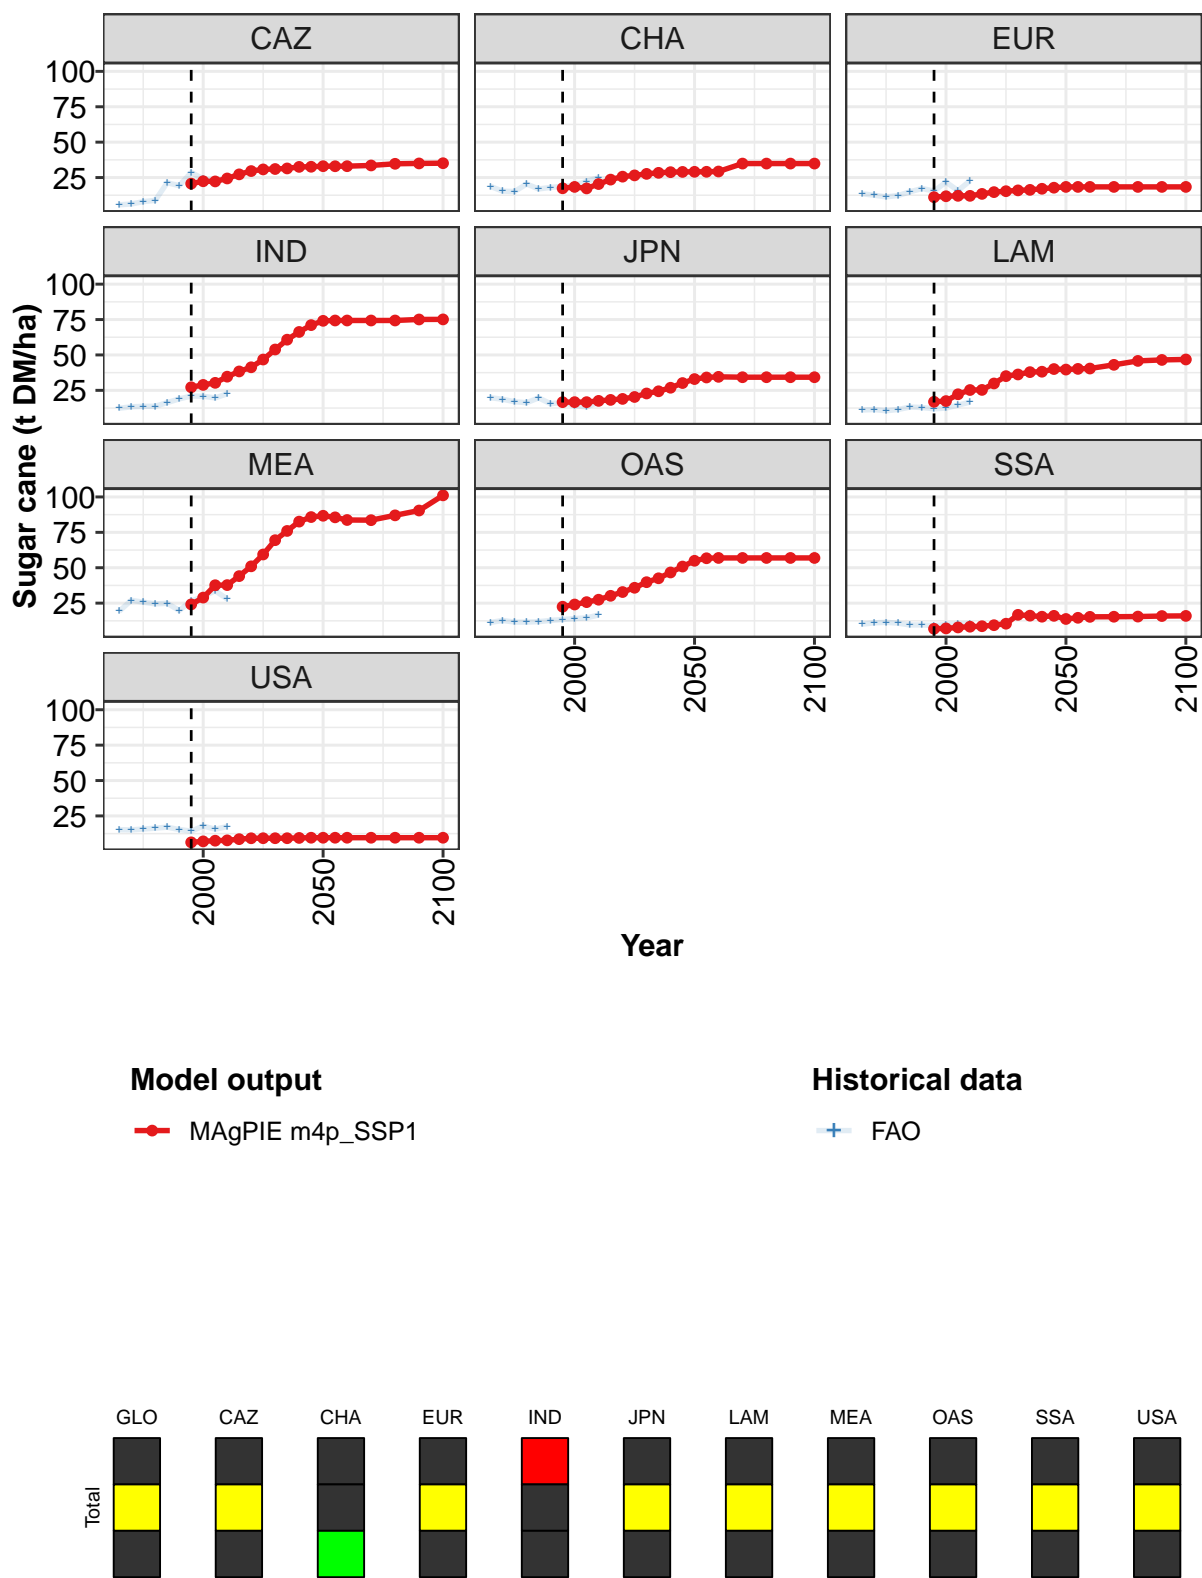 CAZ CHA EUR
100
75
50
25
IND JPN LAM
100
75
50
25
MEA OAS SSA
100
75
50
25
2000 2050 2100 2000 2050 2100
USA
100
75
50
25
2000 2050 2100
Sugar cane (t DM/ha)
Year
Model output Historical data
MAgPIE m4p_SSP1 FAO
GLO CAZ CHA EUR IND JPN LAM MEA OAS SSA USA
Total